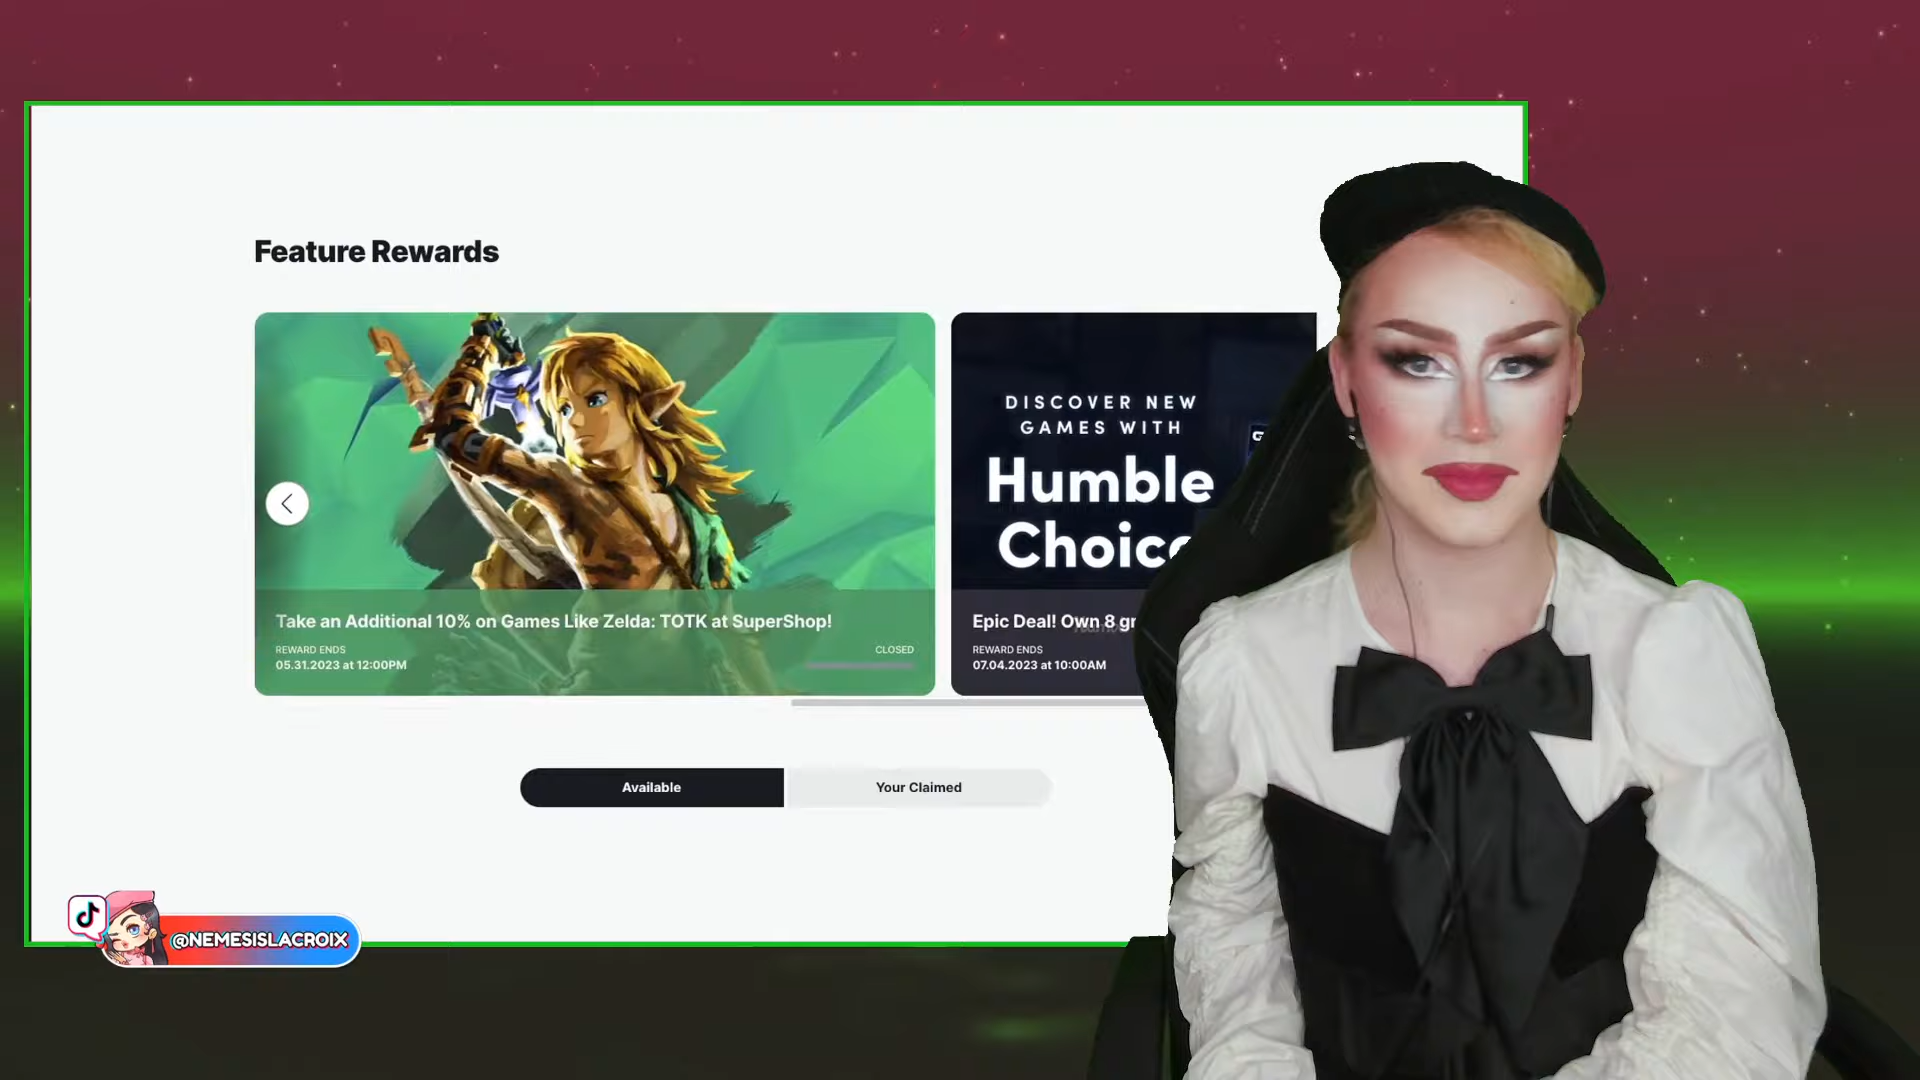 Feature Rewards
DISCOVER NEW
GAMES WITH
Humble
Choice
Take an Additional 10% on Games Like Zelda: TOTK at SuperShop!
REWARD ENDS
CLOSED
05.31.2023 at 12:00PM
Epic Deal! Own 8 gr
REWARD ENDS
07.04.2023 at 10:00AM
Available
Your Claimed
@NEMESISLACROIX